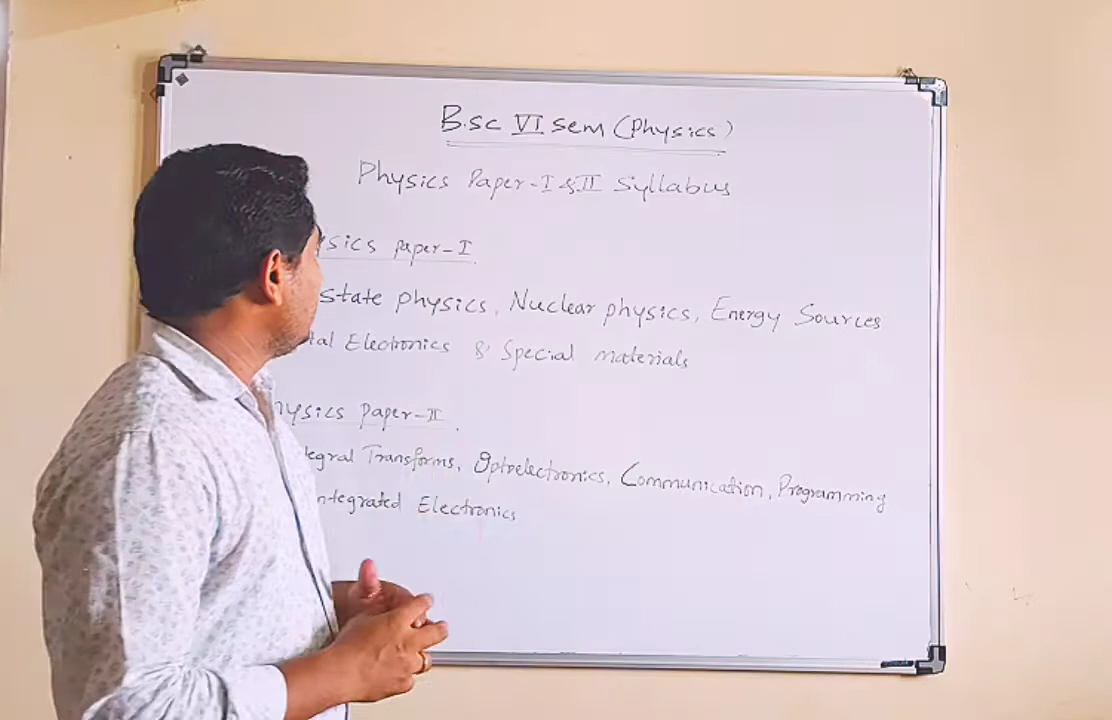 B.sc VI sem (Physics)
Physics Paper-I & II Syllabus
ysics paper-I
state physics, Nuclear physics, Energy Sources
tal Electronics & Special materials
hysics paper-II
tegral Transforms, Optoelectronics, Communication, Programming
ntegrated Electronics